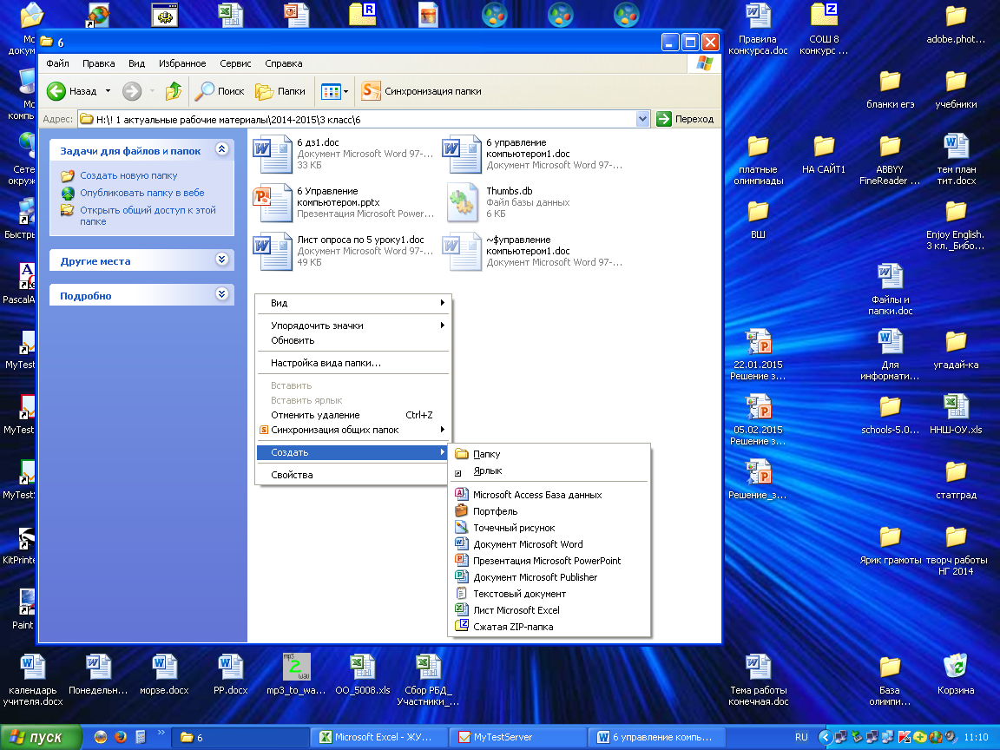 6
Файл Правка Вид Избранное Сервис Справка
Назад Поиск Папки Синхронизация папки
Адрес: H:\! 1 актуальные рабочие материалы\2014-2015\3 класс\6 Переход
Задачи для файлов и папок
Создать новую папку
Опубликовать папку в вебе
Открыть общий доступ к этой
папке
Другие места
Подробно
6 дз1.doc
Документ Microsoft Word 97-...
33 КБ
6 управление
компьютером1.doc
Документ Microsoft Word 97-...
6 Управление
компьютером.pptx
Презентация Microsoft Power...
Thumbs.db
Файл базы данных
6 КБ
Лист опроса по 5 уроку1.doc
Документ Microsoft Word 97-...
49 КБ
~$управление
компьютером1.doc
Документ Microsoft Word 97-...
Вид
Упорядочить значки
Обновить
Настройка вида папки...
Вставить
Вставить ярлык
Отменить удаление Ctrl+Z
Синхронизация общих папок
Создать
Свойства
Папку
Ярлык
Microsoft Access База данных
Портфель
Точечный рисунок
Документ Microsoft Word
Презентация Microsoft PowerPoint
Документ Microsoft Publisher
Текстовый документ
Лист Microsoft Excel
Сжатая ZIP-папка
Мо
докум
Мо
компь
Сете
окруж
Быстры
PascalA
MyTest
MyTest
MyTestS
KitPrinte
Paint
Правила
конкурса.doc
СОШ 8
конкурс ...
adobe.phot...
бланки егэ
учебники
платные
олимпиады
НА САЙТ1
ABBYY
FineReader ...
тем план
тит.docx
ВШ
Enjoy English.
3 кл._Бибо...
Файлы и
папки.doc
22.01.2015
Решение з...
Для
информати...
угадай-ка
05.02.2015
Решение з...
schools-5.0...
ННШ-ОУ.xls
Решение_з...
статград
Ярик грамоты
творч работы
НГ 2014
календарь
учителя.docx
Понедельн...
морзе.docx
РР.docx
mp3_to_wa...
ОО_5008.xls
Сбор РБД_
Участники_...
Тема работы
конечная.doc
База
олимпи...
Корзина
пуск
6
Microsoft Excel - ЖУ...
MyTestServer
6 управление компь...
RU
11:10